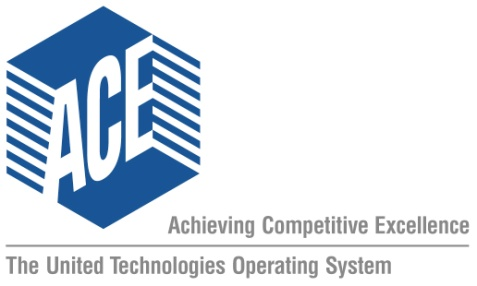 ACE
Achieving Competitive Excellence
The United Technologies Operating System